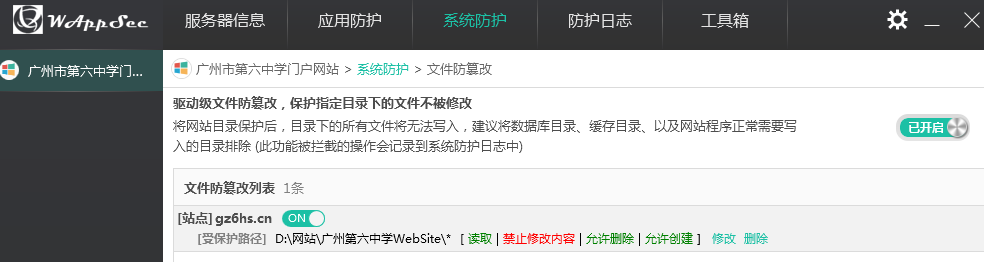 WAppSec 服务器信息 应用防护 系统防护 防护日志 工具箱
广州市第六中学门...
广州市第六中学门户网站 > 系统防护 > 文件防篡改
驱动级文件防篡改，保护指定目录下的文件不被修改
将网站目录保护后，目录下的所有文件将无法写入，建议将数据库目录、缓存目录、以及网站程序正常需要写
入的目录排除 (此功能被拦截的操作会记录到系统防护日志中)
已开启
文件防篡改列表 1条
[站点] gz6hs.cn ON
[受保护路径] D:\网站\广州第六中学WebSite\* [ 读取 | 禁止修改内容 | 允许删除 | 允许创建 ] 修改 删除